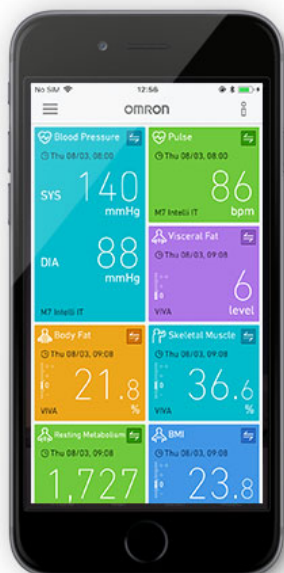 No SIM 12:56
OMRON
Blood Pressure
Thu 08/03, 08:00
SYS 140
mmHg
DIA 88
mmHg
M7 Intelli IT
Pulse
Thu 08/03, 08:00
86
bpm
M7 Intelli IT
Visceral Fat
Thu 08/03, 09:08
6
level
VIVA
Body Fat
Thu 08/03, 09:08
21.8
%
VIVA
Skeletal Muscle
Thu 08/03, 09:08
36.6
%
VIVA
Resting Metabolism
Thu 08/03, 09:08
1,727
BMI
Thu 08/03, 09:08
23.8